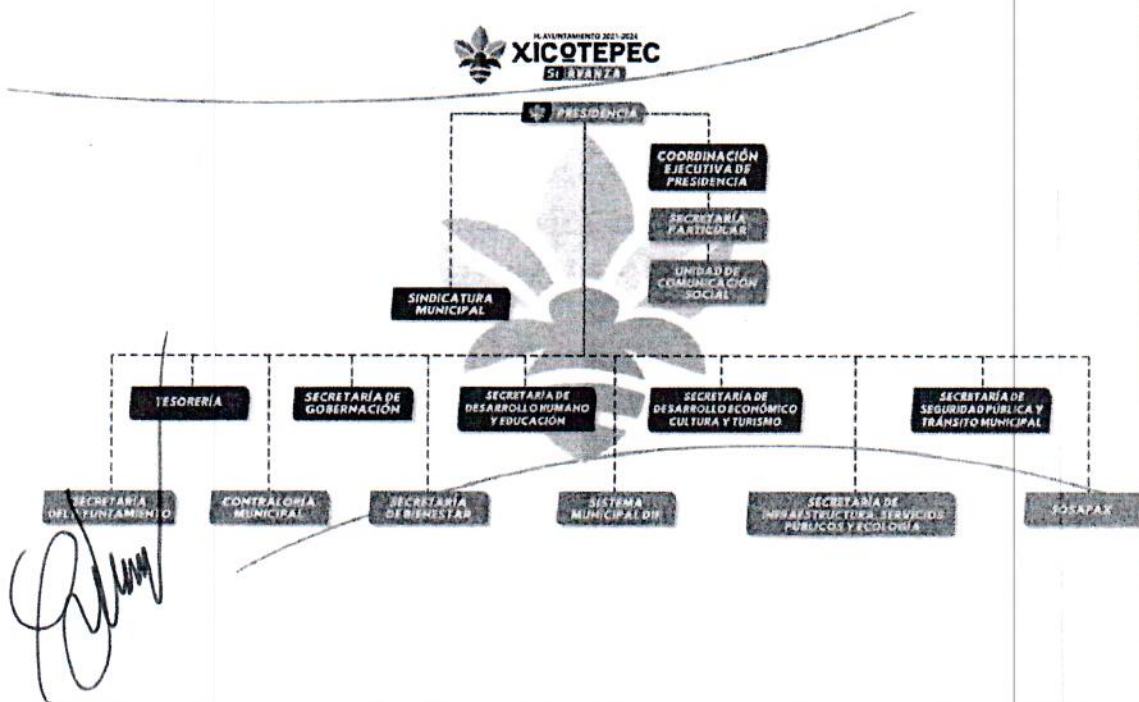 H. AYUNTAMIENTO 2021-2024
XICOTEPEC
SÍ AVANZA
PRESIDENCIA
COORDINACIÓN
EJECUTIVA DE
PRESIDENCIA
SECRETARÍA
PARTICULAR
UNIDAD DE
COMUNICACIÓN
SOCIAL
SINDICATURA
MUNICIPAL
TESORERÍA
SECRETARÍA DE
GOBERNACIÓN
SECRETARÍA DE
DESARROLLO HUMANO
Y EDUCACIÓN
SECRETARÍA DE
DESARROLLO ECONÓMICO
CULTURA Y TURISMO
SECRETARÍA DE
SEGURIDAD PÚBLICA Y
TRÁNSITO MUNICIPAL
SECRETARÍA
DEL AYUNTAMIENTO
CONTRALORÍA
MUNICIPAL
SECRETARÍA
DE BIENESTAR
SISTEMA
MUNICIPAL DIF
SECRETARÍA DE
INFRAESTRUCTURA, SERVICIOS
PÚBLICOS Y ECOLOGÍA
SOSAPAX